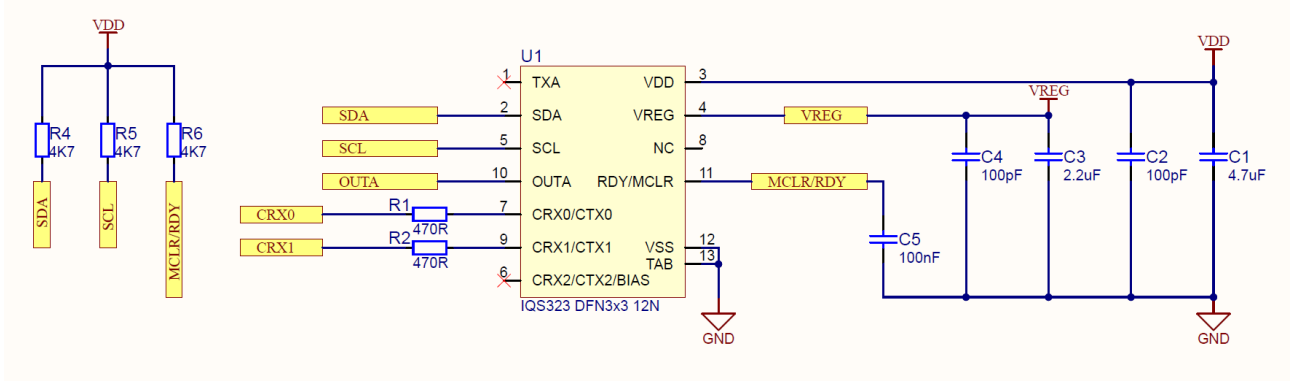 VDD
R4
4K7
R5
4K7
R6
4K7
SDA
SCL
MCLR/RDY
U1
SDA
SCL
OUTA
CRX0
CRX1
R1
470R
R2
470R
1 TXA
2 SDA
5 SCL
10 OUTA
7 CRX0/CTX0
9 CRX1/CTX1
6 CRX2/CTX2/BIAS
VDD 3
VREG 4
NC 8
RDY/MCLR 11
VSS 12
TAB 13
IQS323 DFN3x3 12N
GND
VREG
MCLR/RDY
VREG
VDD
C5
100nF
C4
100pF
C3
2.2uF
C2
100pF
C1
4.7uF
GND